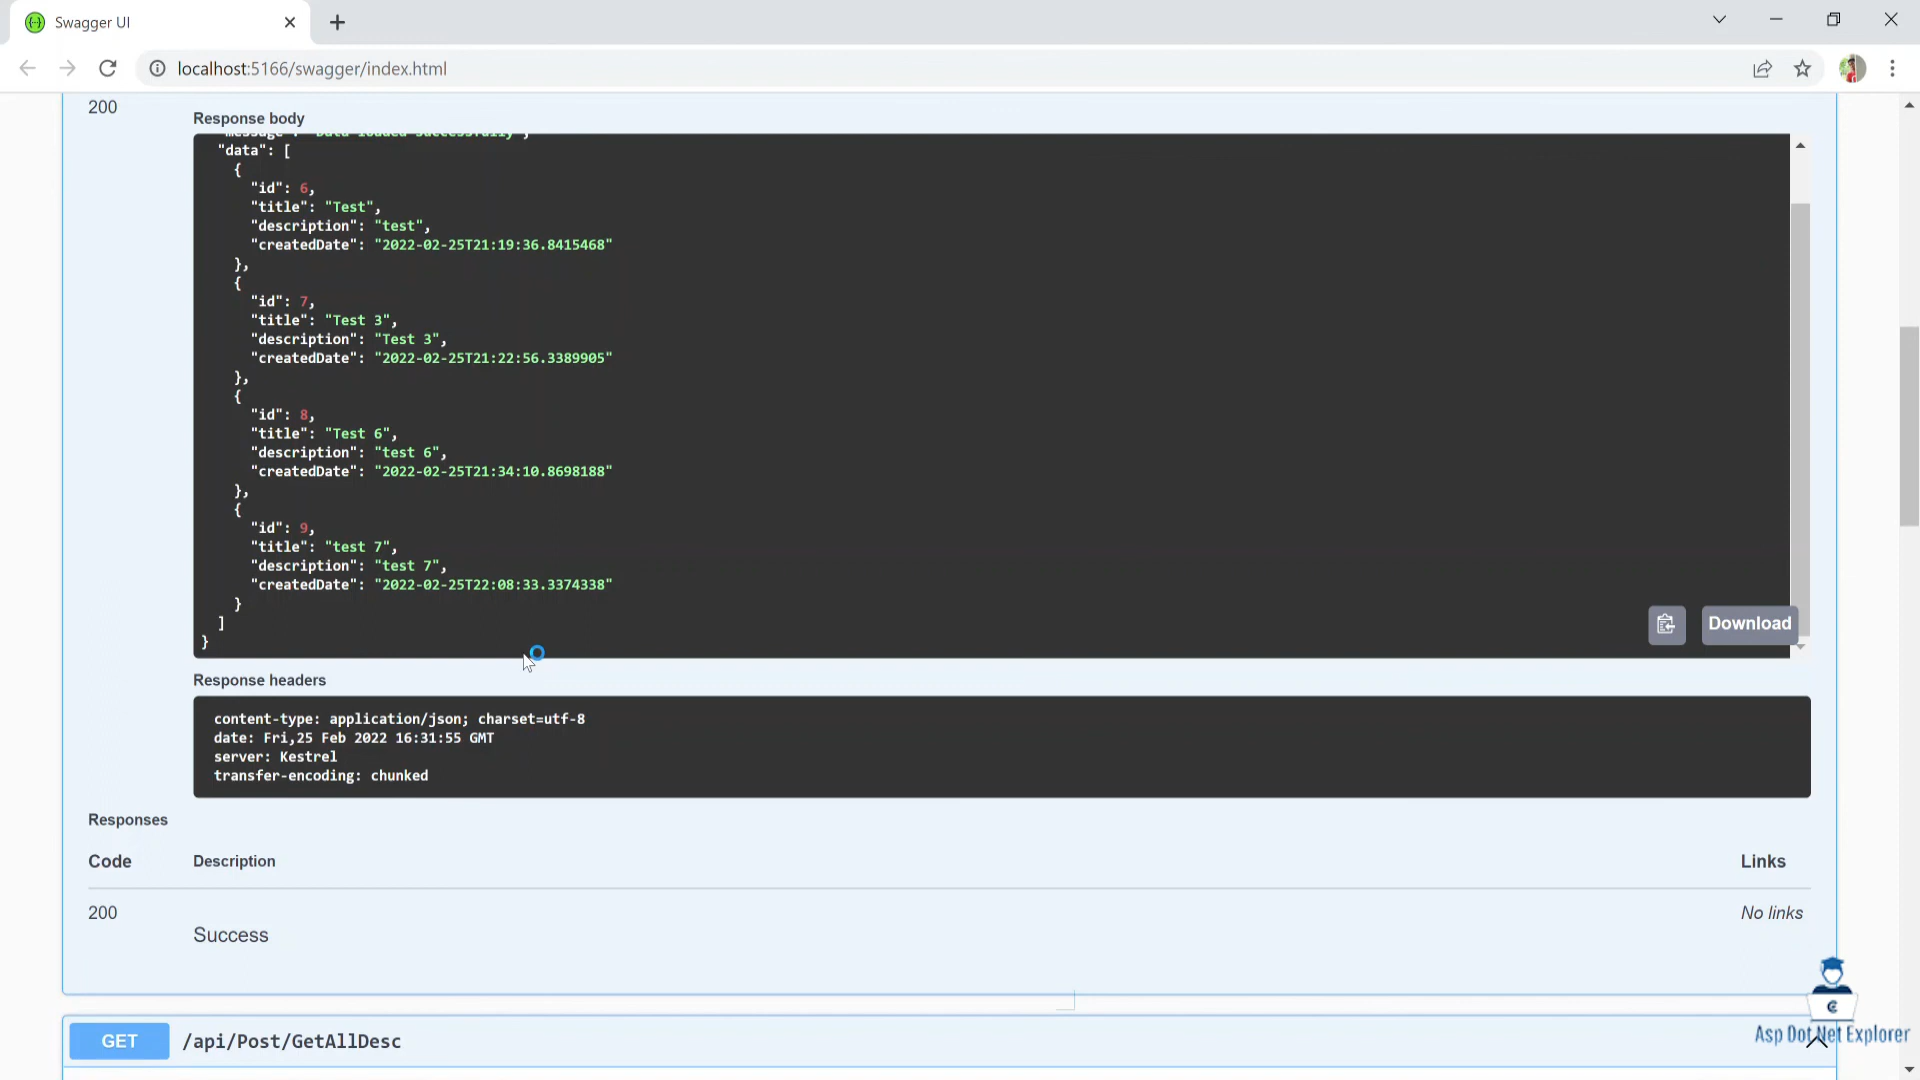 Swagger UI
localhost:5166/swagger/index.html
200
Response body
"message": "Data loaded successfully",
"data": [
{
"id": 6,
"title": "Test",
"description": "test",
"createdDate": "2022-02-25T21:19:36.8415468"
},
{
"id": 7,
"title": "Test 3",
"description": "Test 3",
"createdDate": "2022-02-25T21:22:56.3389905"
},
{
"id": 8,
"title": "Test 6",
"description": "test 6",
"createdDate": "2022-02-25T21:34:10.8698188"
},
{
"id": 9,
"title": "test 7",
"description": "test 7",
"createdDate": "2022-02-25T22:08:33.3374338"
}
]
}
Download
Response headers
content-type: application/json; charset=utf-8
date: Fri,25 Feb 2022 16:31:55 GMT
server: Kestrel
transfer-encoding: chunked
Responses
Code Description Links
200 No links
Success
GET /api/Post/GetAllDesc
Asp Dot Net Explorer